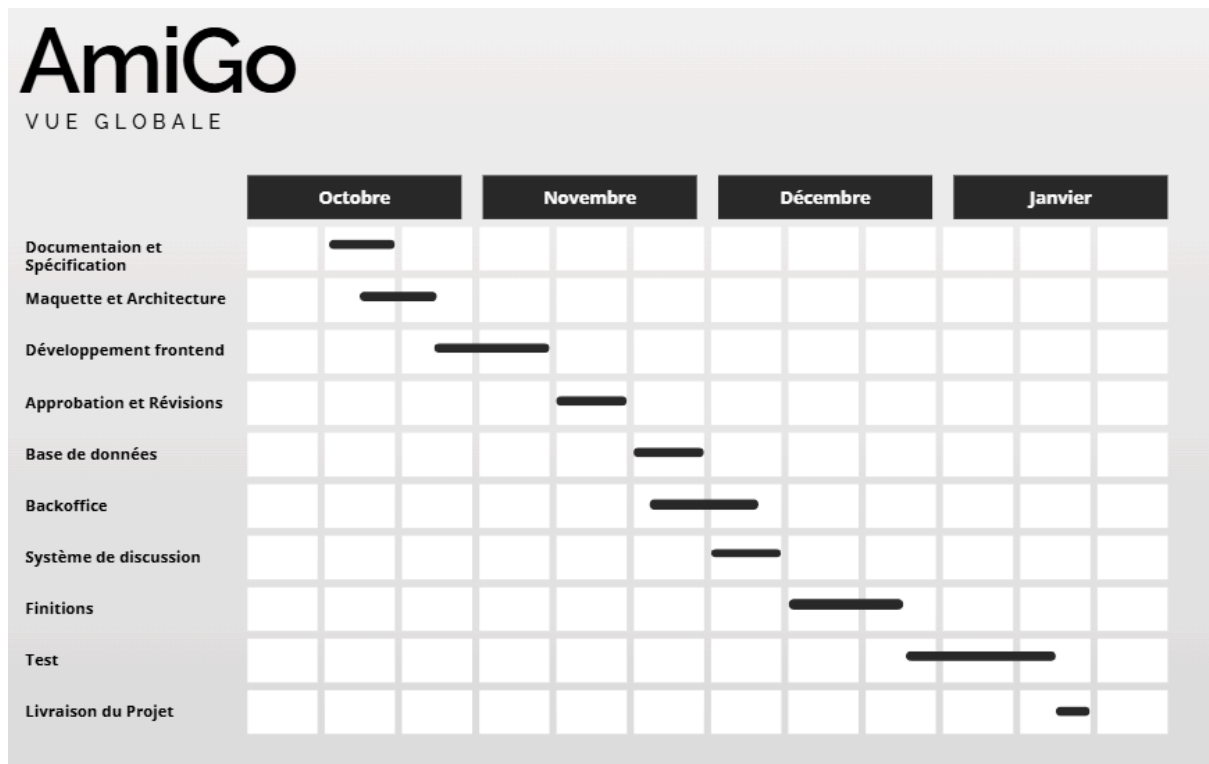 AmiGo
VUE GLOBALE
Octobre Novembre Décembre Janvier
Documentaion et
Spécification
Maquette et Architecture
Développement frontend
Approbation et Révisions
Base de données
Backoffice
Système de discussion
Finitions
Test
Livraison du Projet